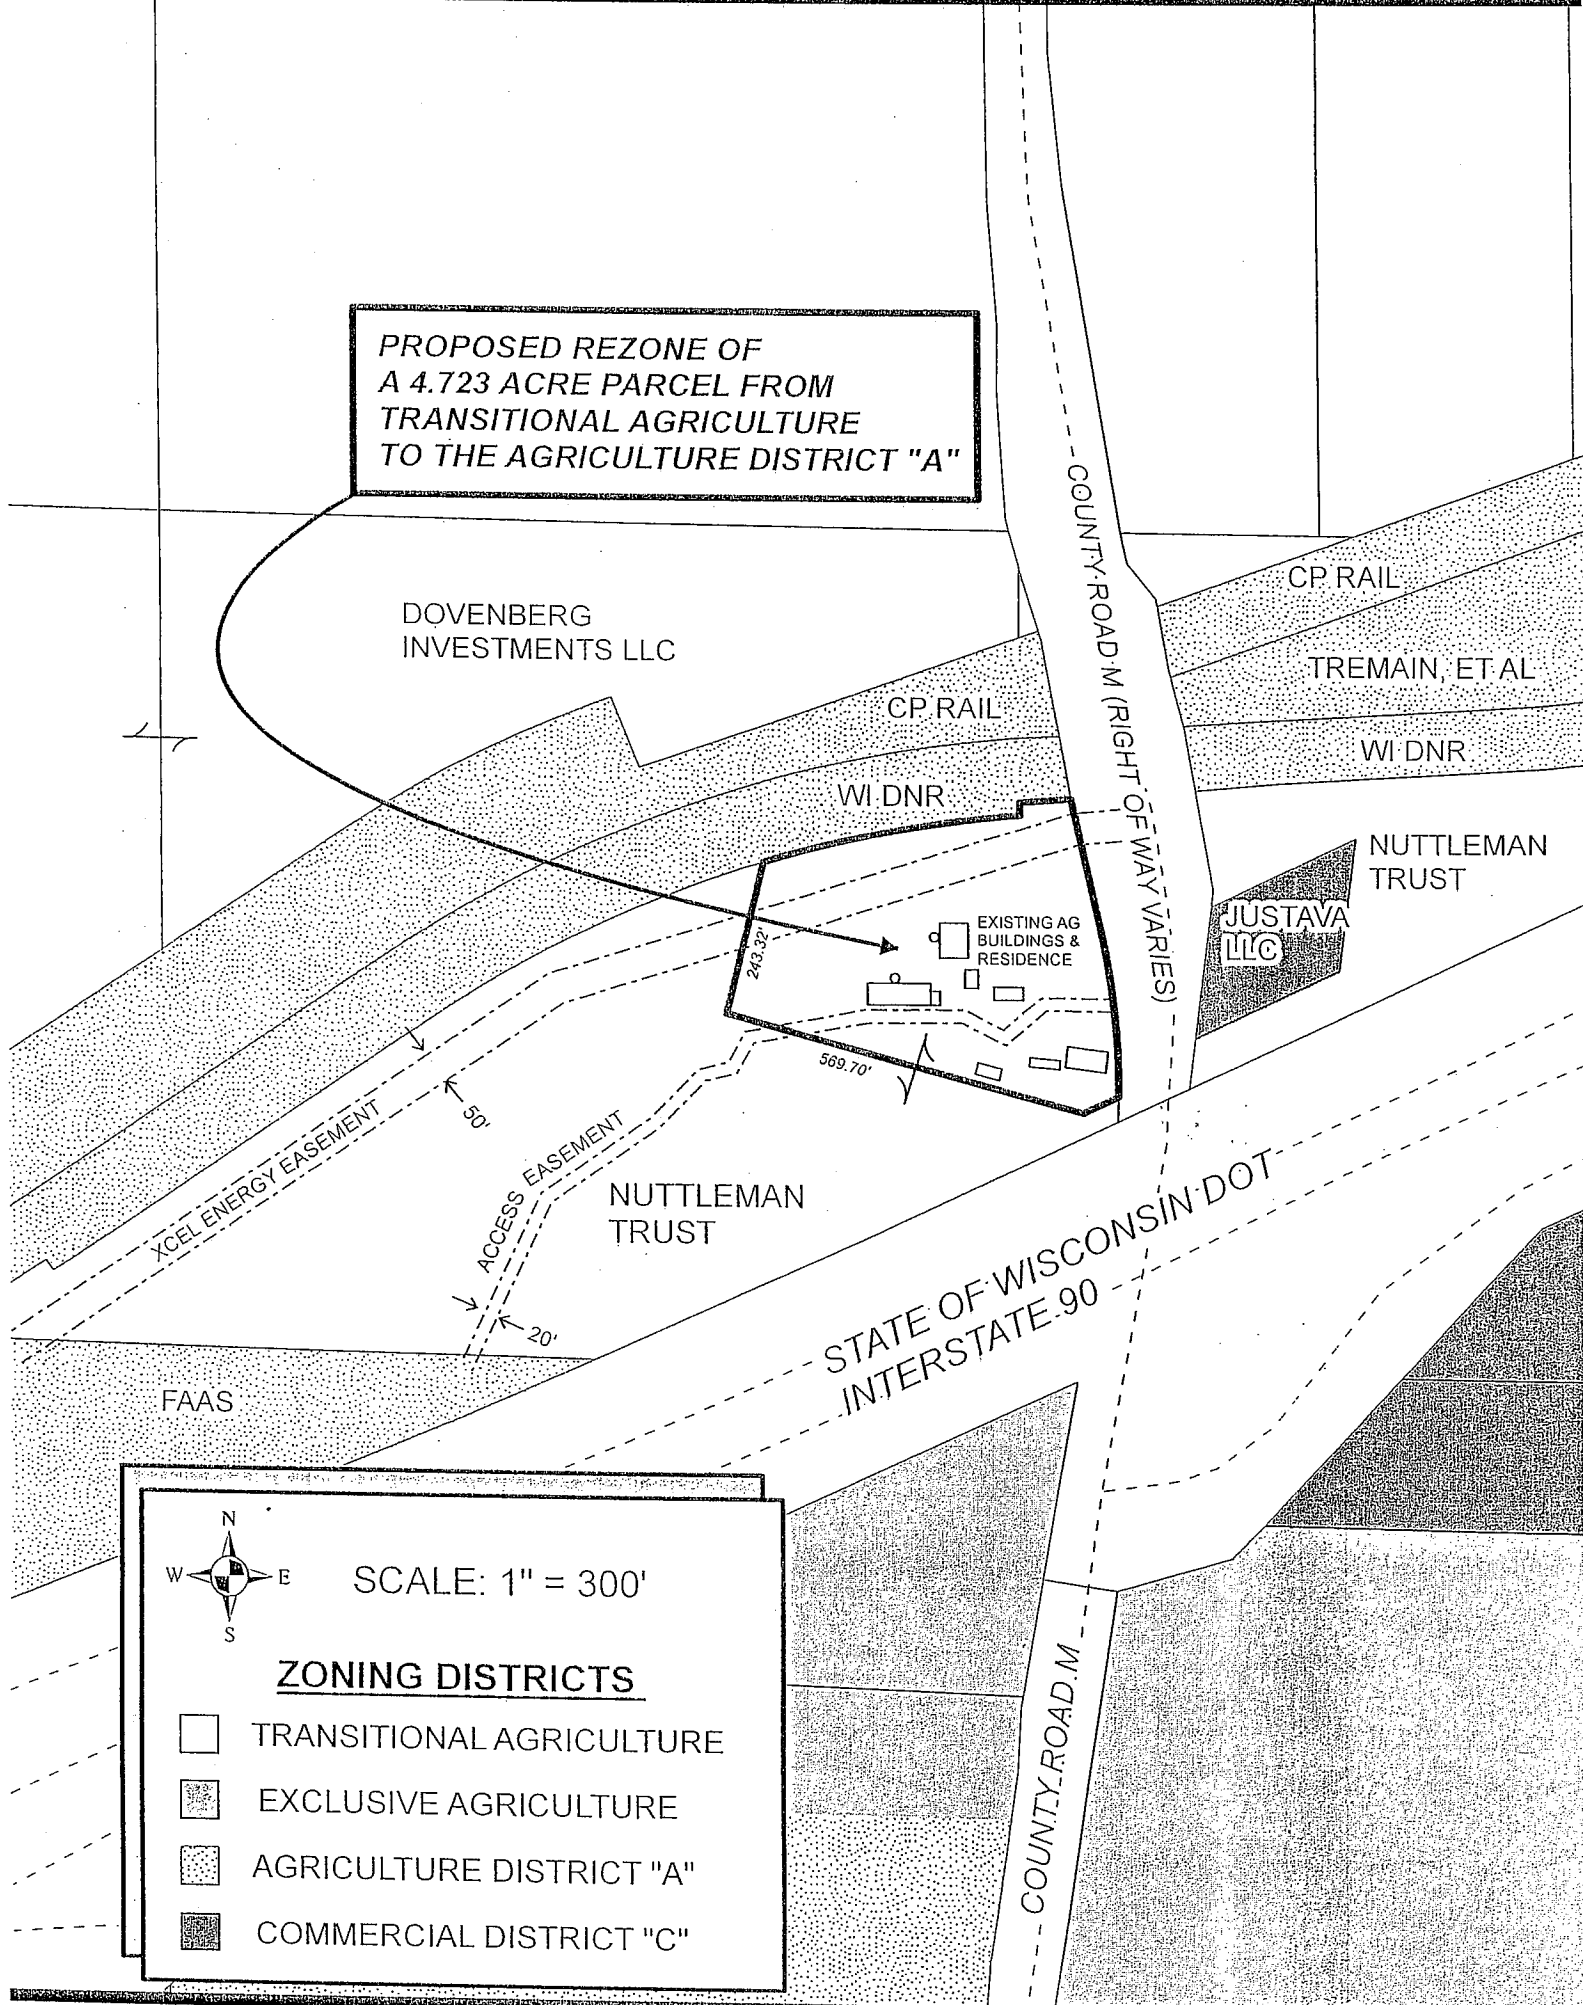 PROPOSED REZONE OF
A 4.723 ACRE PARCEL FROM
TRANSITIONAL AGRICULTURE
TO THE AGRICULTURE DISTRICT "A"
COUNTY ROAD M (RIGHT OF WAY VARIES)
CP RAIL
DOVENBERG
INVESTMENTS LLC
TREMAIN, ET AL
CP RAIL
WI DNR
WI DNR
NUTTLEMAN
TRUST
JUSTAVA
LLC
EXISTING AG
BUILDINGS &
RESIDENCE
243.32'
569.70'
50'
XCEL ENERGY EASEMENT
ACCESS EASEMENT
NUTTLEMAN
TRUST
20'
STATE OF WISCONSIN DOT
INTERSTATE 90
FAAS
N
W E
S
SCALE: 1" = 300'
ZONING DISTRICTS
TRANSITIONAL AGRICULTURE
EXCLUSIVE AGRICULTURE
AGRICULTURE DISTRICT "A"
COMMERCIAL DISTRICT "C"
COUNTY ROAD M